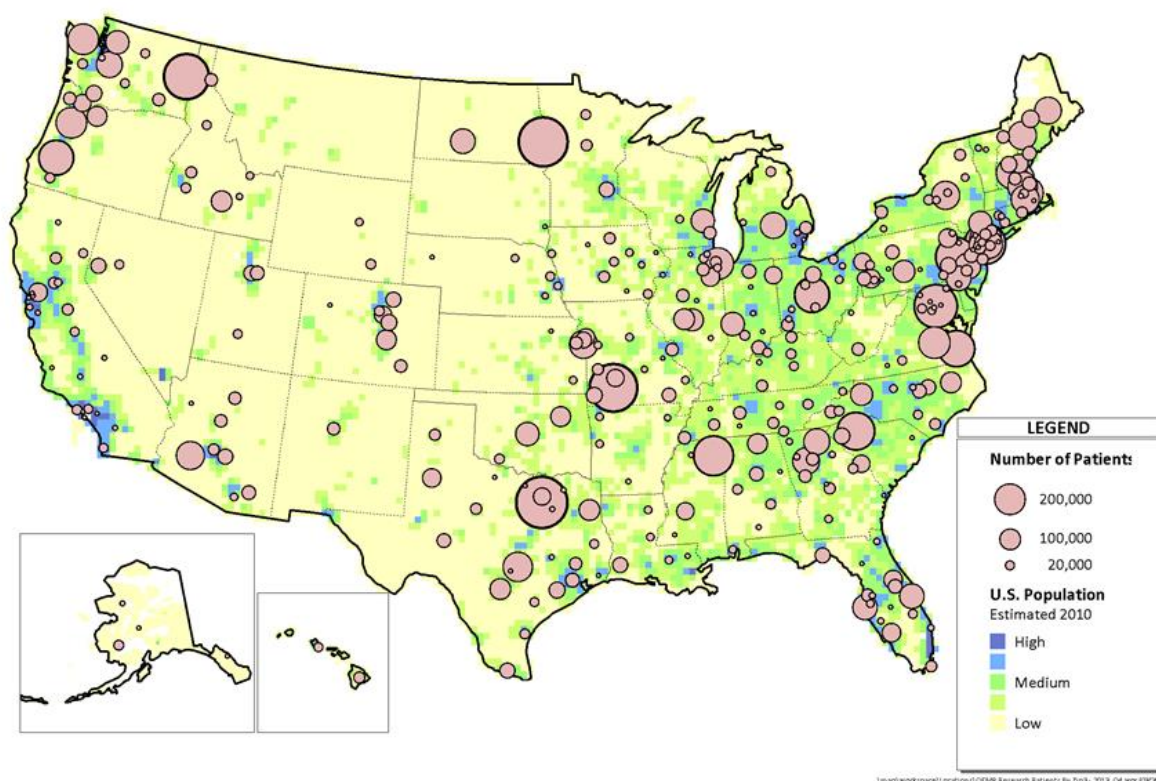 LEGEND
Number of Patients
200,000
100,000
20,000
U.S. Population
Estimated 2010
High
Medium
Low